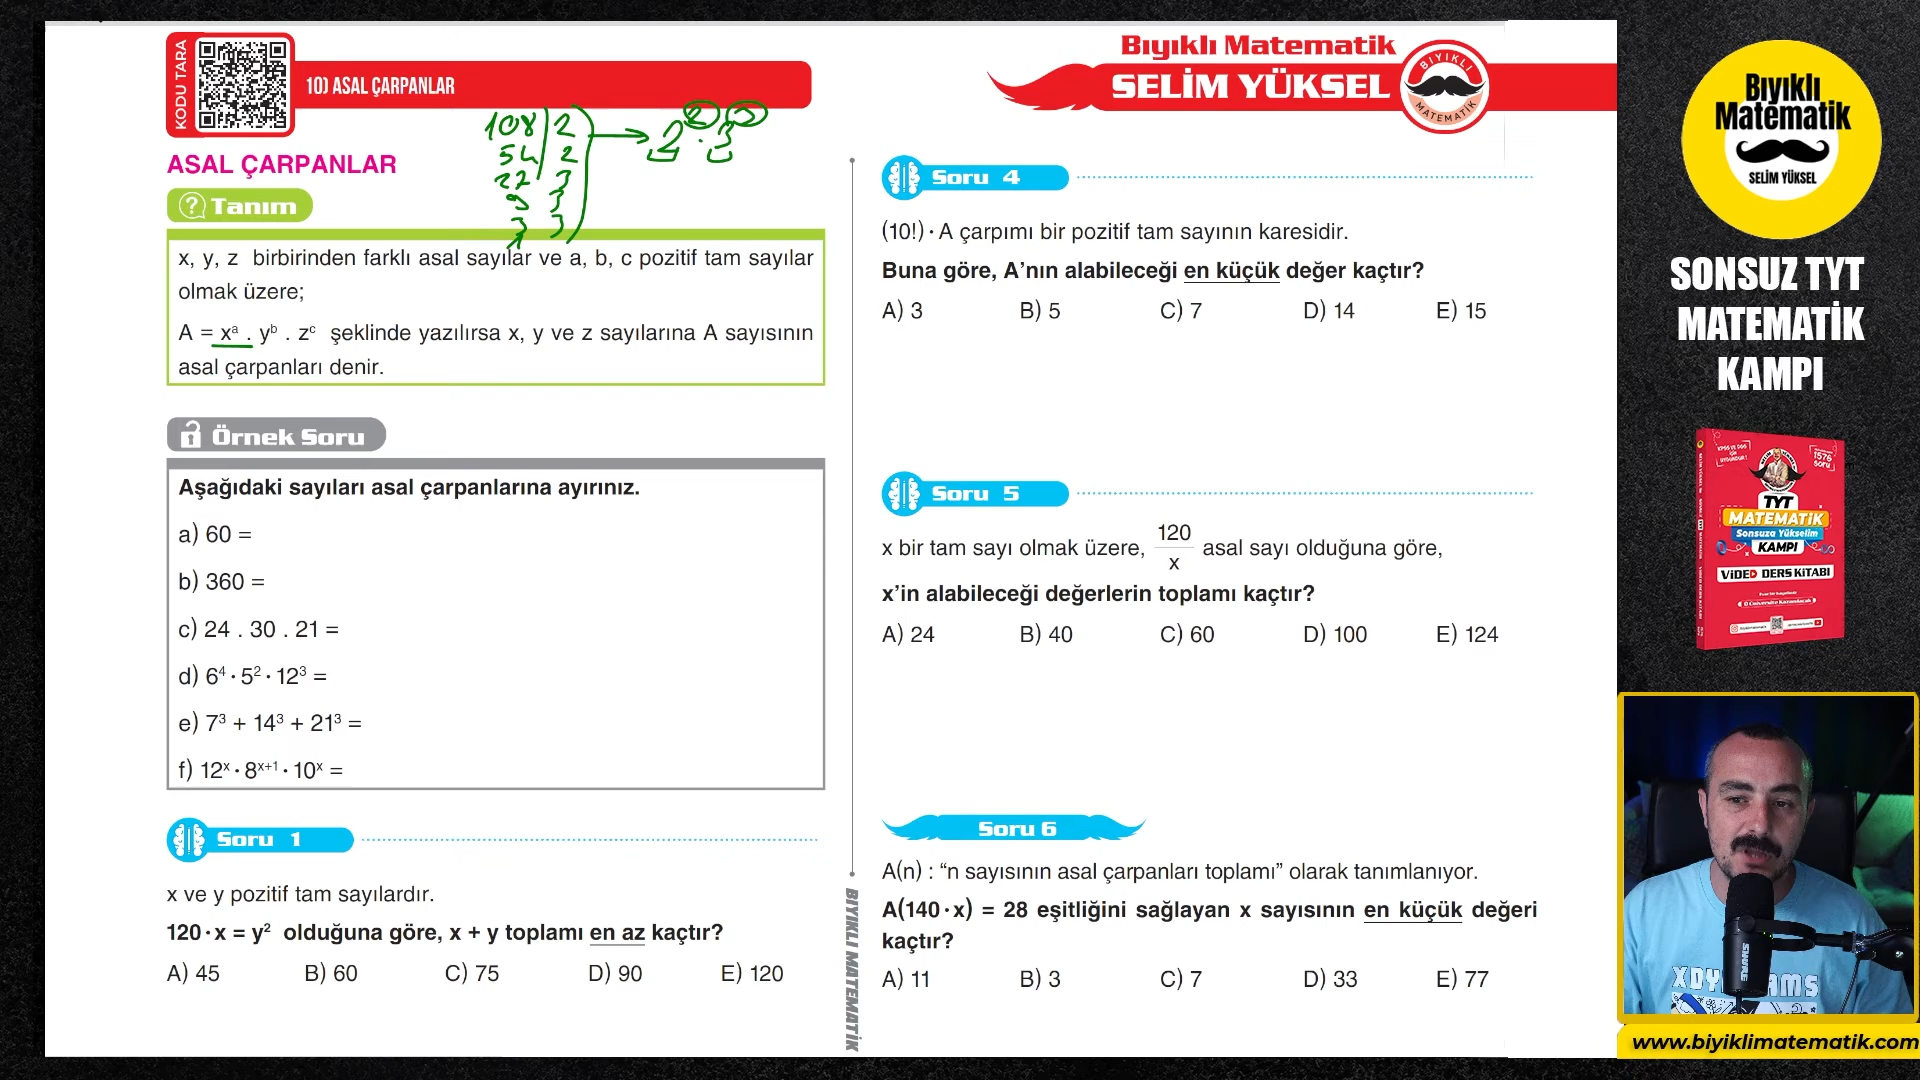 KODU TARA
10) ASAL ÇARPANLAR
Bıyıklı Matematik
SELİM YÜKSEL
BIYIKLI
MATEMATİK
108 2
54 2
27 3
9 3
3 3
1
ASAL ÇARPANLAR
Tanım
x, y, z birbirinden farklı asal sayılar ve a, b, c pozitif tam sayılar
olmak üzere;
A = xᵃ . yᵇ . zᶜ şeklinde yazılırsa x, y ve z sayılarına A sayısının
asal çarpanları denir.
Örnek Soru
Aşağıdaki sayıları asal çarpanlarına ayırınız.
a) 60 =
b) 360 =
c) 24 . 30 . 21 =
d) 6⁴ · 5² · 12³ =
e) 7³ + 14³ + 21³ =
f) 12ˣ · 8ˣ⁺¹ · 10ˣ =
Soru 1
x ve y pozitif tam sayılardır.
120 · x = y² olduğuna göre, x + y toplamı en az kaçtır?
A) 45 B) 60 C) 75 D) 90 E) 120
BIYIKLI MATEMATİK
Soru 4
(10!) · A çarpımı bir pozitif tam sayının karesidir.
Buna göre, A’nın alabileceği en küçük değer kaçtır?
A) 3 B) 5 C) 7 D) 14 E) 15
Soru 5
x bir tam sayı olmak üzere, 120/x asal sayı olduğuna göre,
x’in alabileceği değerlerin toplamı kaçtır?
A) 24 B) 40 C) 60 D) 100 E) 124
Soru 6
A(n) : “n sayısının asal çarpanları toplamı” olarak tanımlanıyor.
A(140 · x) = 28 eşitliğini sağlayan x sayısının en küçük değeri
kaçtır?
A) 11 B) 3 C) 7 D) 33 E) 77
Bıyıklı
Matematik
SELİM YÜKSEL
SONSUZ TYT
MATEMATİK
KAMPI
1576
Soru
TYT
MATEMATİK
Sonsuza Yükselim
KAMPI
VİDEO DERS KİTABI
SHURE
www.biyiklimatematik.com